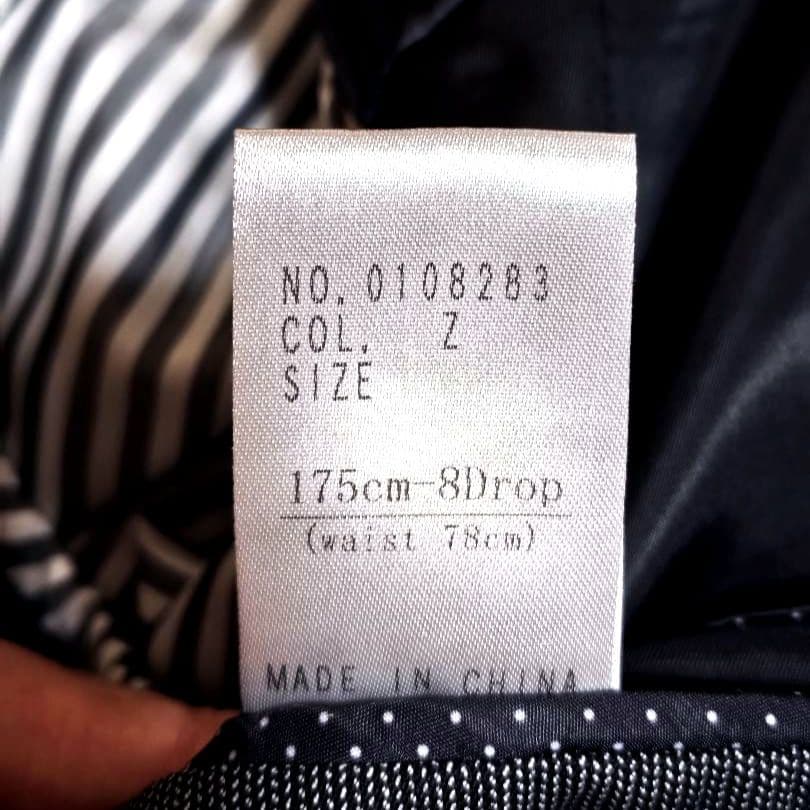 NO. 0108283
COL. Z
SIZE
175cm-8Drop
(waist 78cm)
MADE IN CHINA